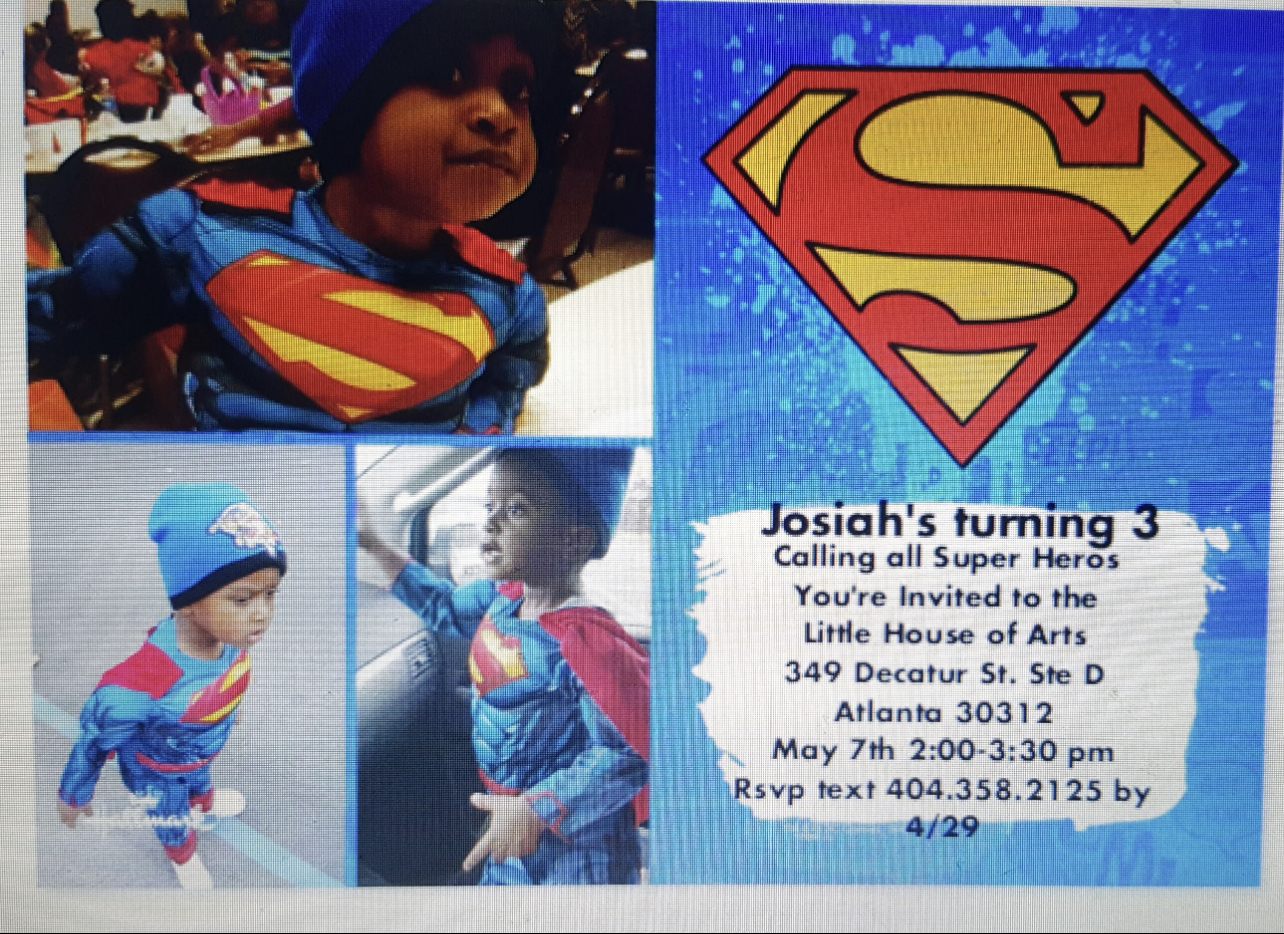 Josiah's turning 3
Calling all Super Heros
You're Invited to the
Little House of Arts
349 Decatur St. Ste D
Atlanta 30312
May 7th 2:00-3:30 pm
Rsvp text 404.358.2125 by
4/29